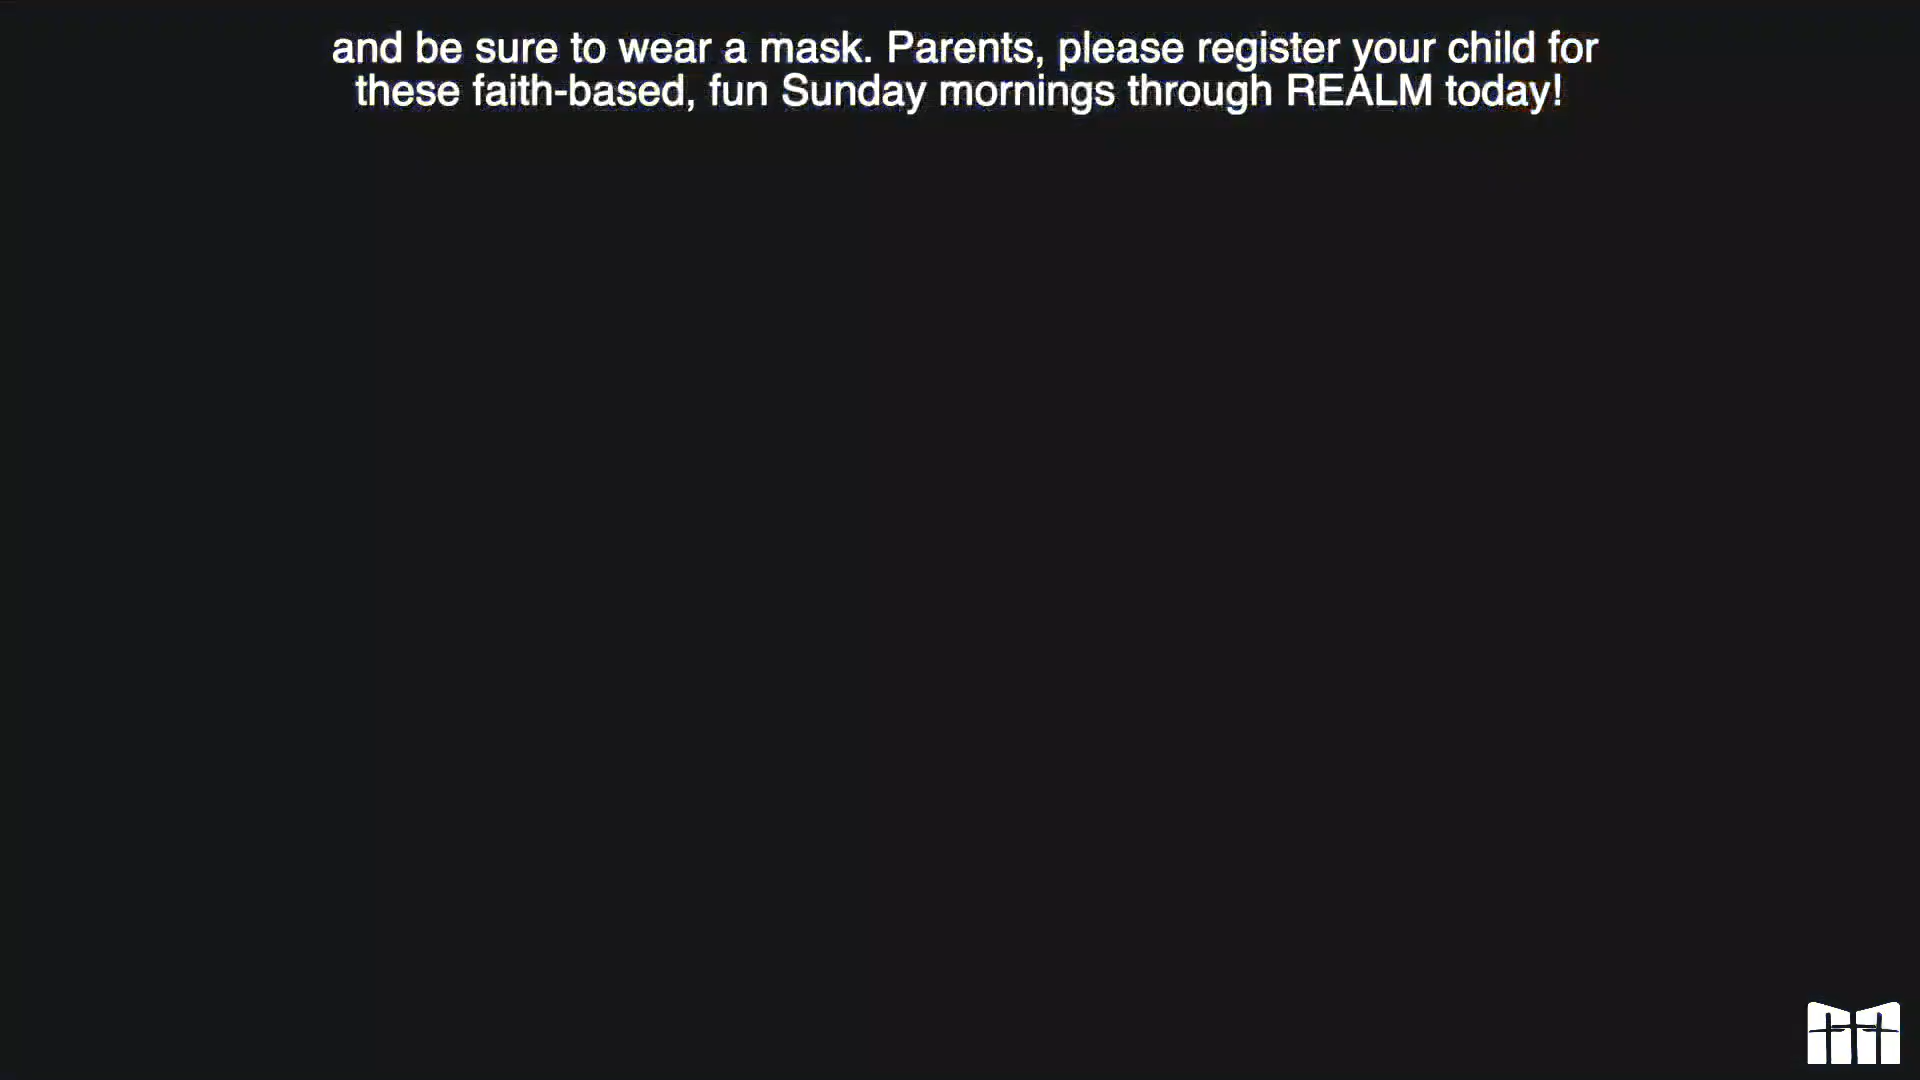 and be sure to wear a mask. Parents, please register your child for
these faith-based, fun Sunday mornings through REALM today!